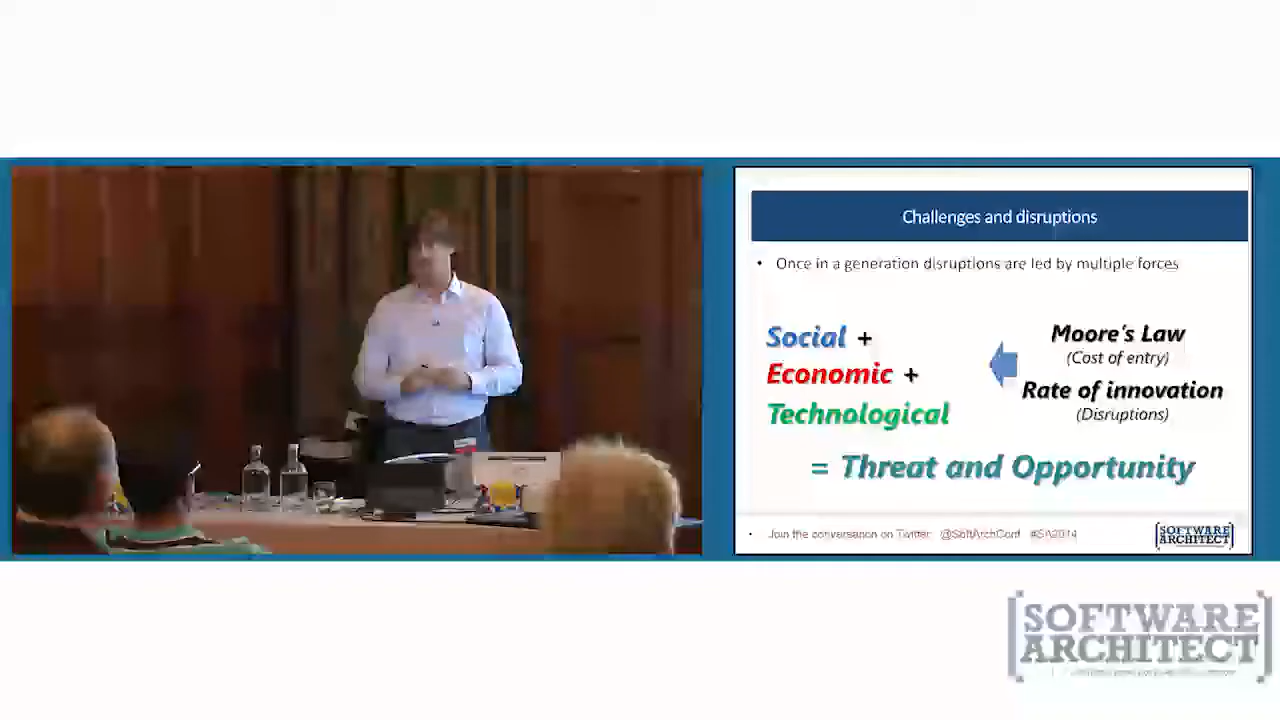 Challenges and disruptions
• Once in a generation disruptions are led by multiple forces
Social +
Economic +
Technological
Moore's Law
(Cost of entry)
Rate of innovation
(Disruptions)
= Threat and Opportunity
• Join the conversation on Twitter @SoftArchConf #SA2014
[SOFTWARE
ARCHITECT]
[SOFTWARE
ARCHITECT]